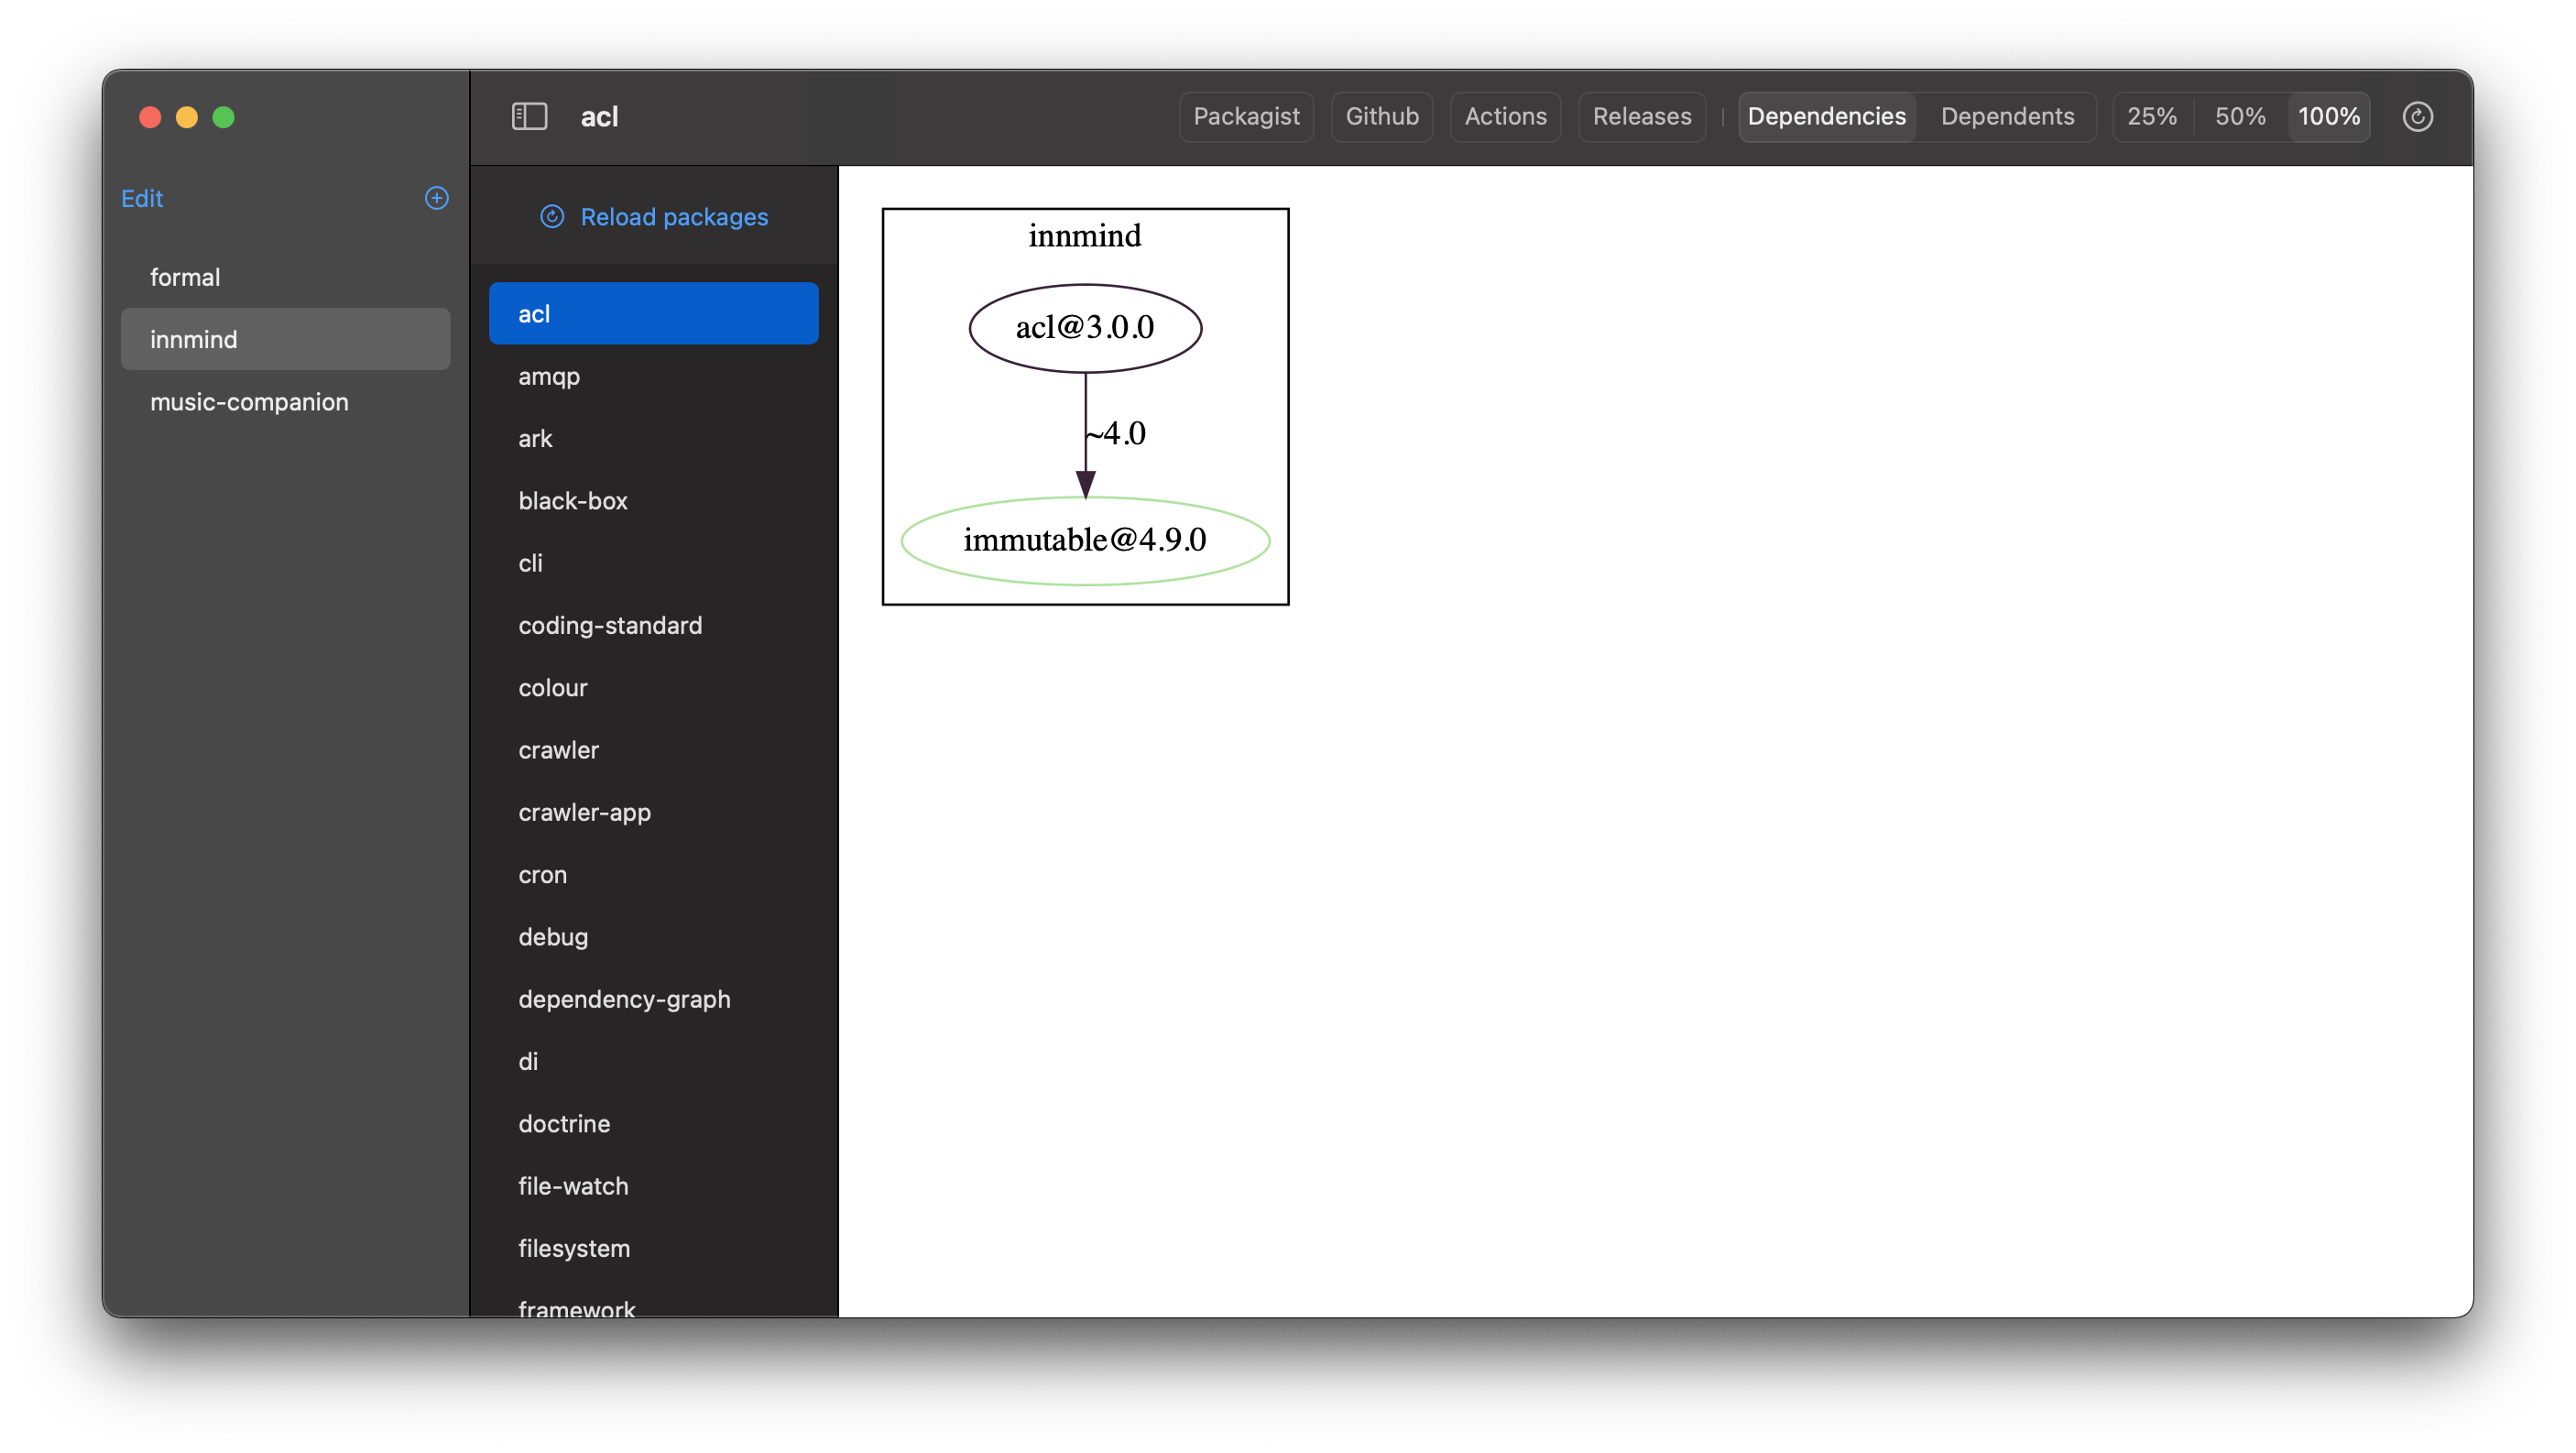 acl
Packagist
Github
Actions
Releases
Dependencies
Dependents
25%
50%
100%
Edit
formal
innmind
music-companion
Reload packages
acl
amqp
ark
black-box
cli
coding-standard
colour
crawler
crawler-app
cron
debug
dependency-graph
di
doctrine
file-watch
filesystem
framework
innmind
acl@3.0.0
~4.0
immutable@4.9.0